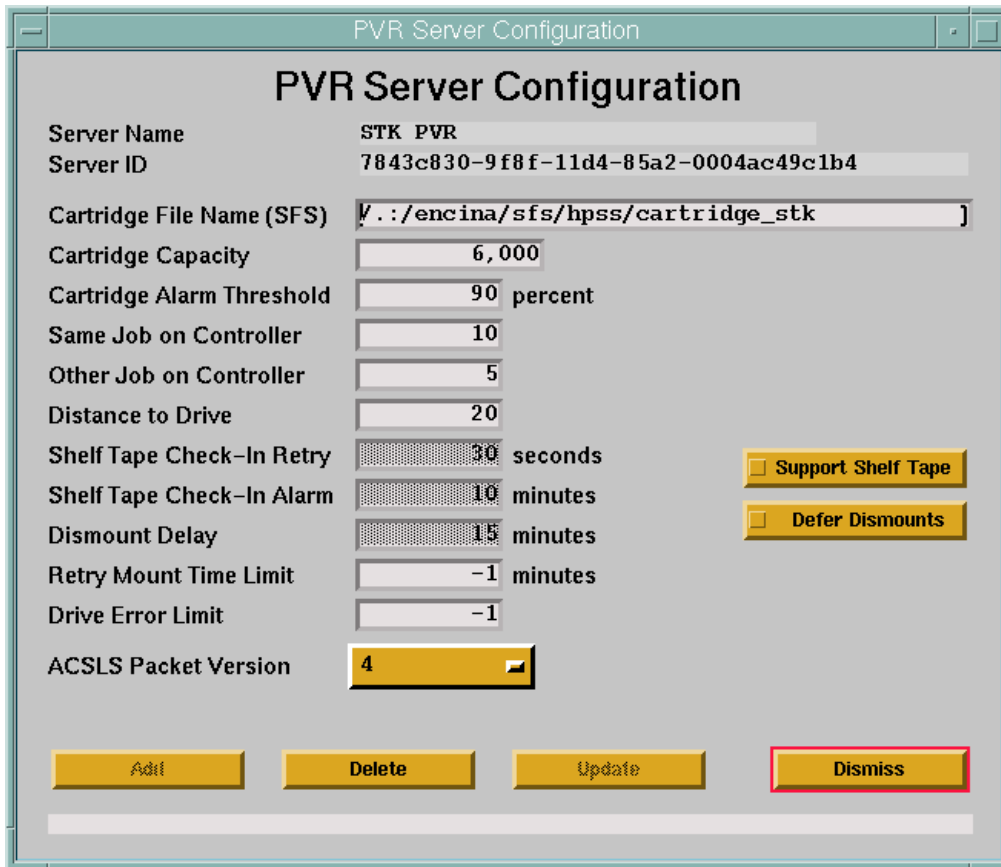 PVR Server Configuration
PVR Server Configuration
Server Name STK PVR
Server ID 7843c830-9f8f-11d4-85a2-0004ac49c1b4
Cartridge File Name (SFS) /.:/encina/sfs/hpss/cartridge_stk
Cartridge Capacity 6,000
Cartridge Alarm Threshold 90 percent
Same Job on Controller 10
Other Job on Controller 5
Distance to Drive 20
Shelf Tape Check-In Retry 30 seconds
Support Shelf Tape
Shelf Tape Check-In Alarm 10 minutes
Defer Dismounts
Dismount Delay 15 minutes
Retry Mount Time Limit -1 minutes
Drive Error Limit -1
ACSLS Packet Version 4
Add Delete Update Dismiss